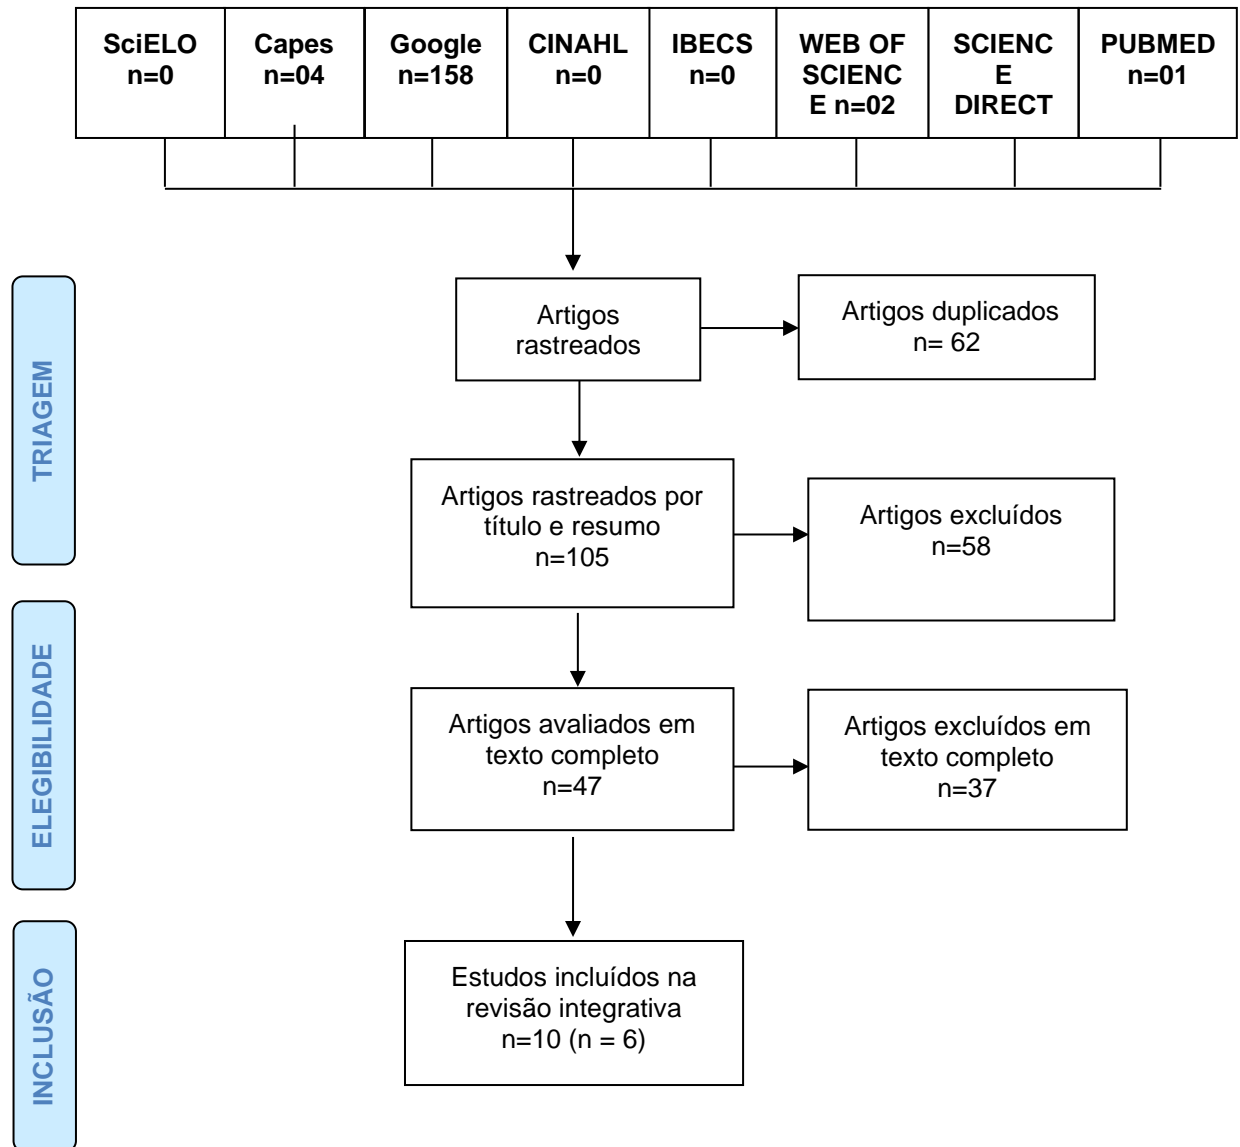 SciELO
n=0
Capes
n=04
Google
n=158
CINAHL
n=0
IBECS
n=0
WEB OF
SCIENC
E n=02
SCIENC
E
DIRECT
PUBMED
n=01
TRIAGEM
Artigos
rastreados
Artigos duplicados
n= 62
Artigos rastreados por
título e resumo
n=105
Artigos excluídos
n=58
ELEGIBILIDADE
Artigos avaliados em
texto completo
n=47
Artigos excluídos em
texto completo
n=37
INCLUSÃO
Estudos incluídos na
revisão integrativa
n=10 (n = 6)